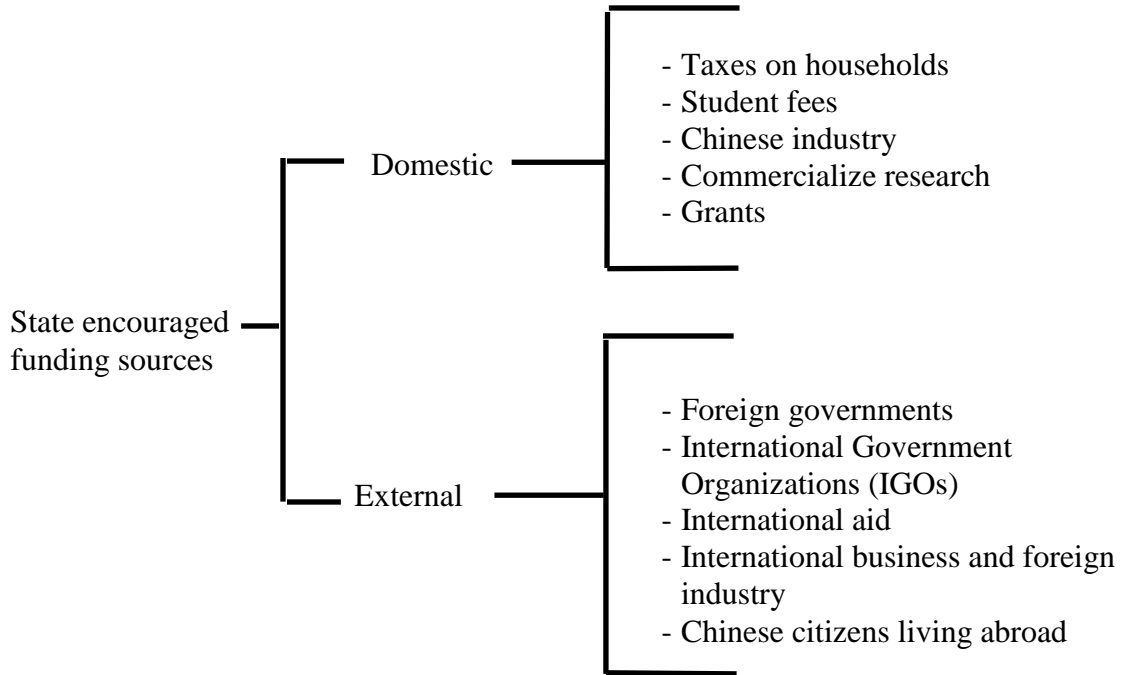 State encouraged
funding sources
Domestic
- Taxes on households
- Student fees
- Chinese industry
- Commercialize research
- Grants
External
- Foreign governments
- International Government
Organizations (IGOs)
- International aid
- International business and foreign
industry
- Chinese citizens living abroad